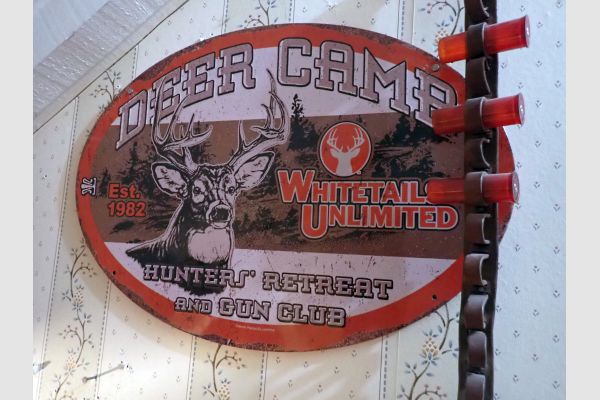 DEER CAMP
Est.
1982
WHITETAILS
UNLIMITED
HUNTERS' RETREAT
AND GUN CLUB